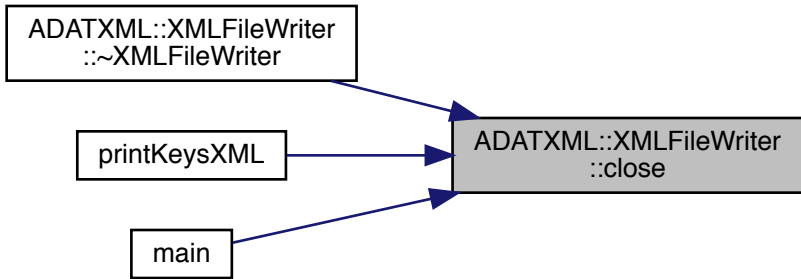 ADATXML::XMLFileWriter
::~XMLFileWriter
printKeysXML
main
ADATXML::XMLFileWriter
::close